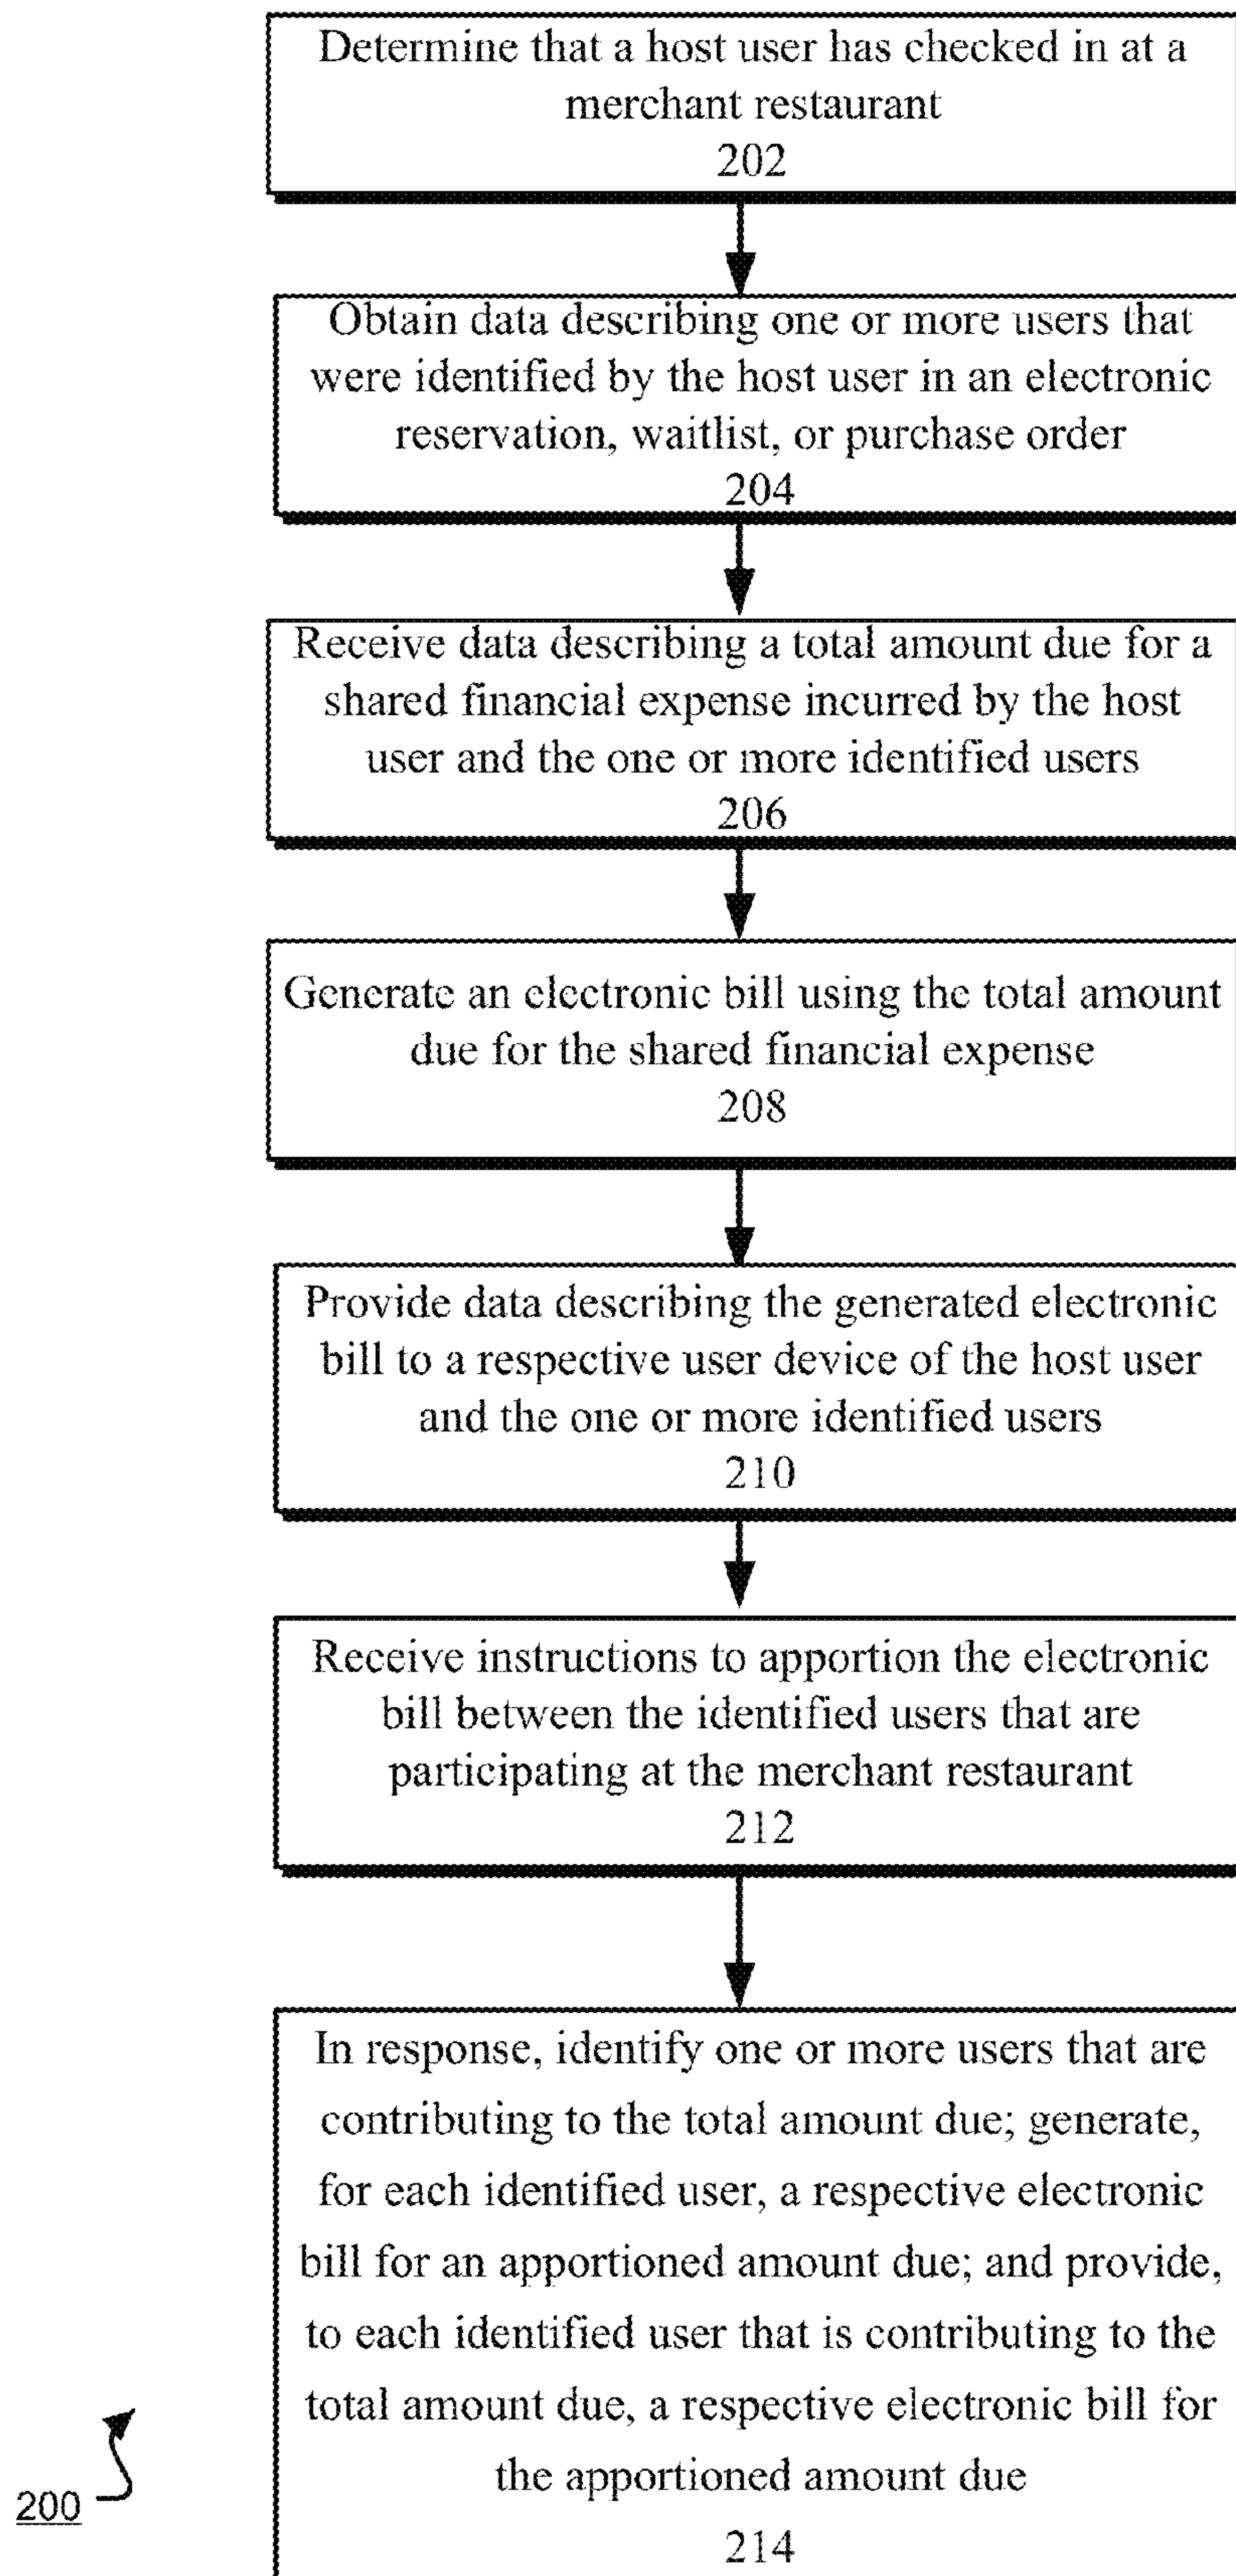 Determine that a host user has checked in at a
merchant restaurant
202
Obtain data describing one or more users that
were identified by the host user in an electronic
reservation, waitlist, or purchase order
204
Receive data describing a total amount due for a
shared financial expense incurred by the host
user and the one or more identified users
206
Generate an electronic bill using the total amount
due for the shared financial expense
208
Provide data describing the generated electronic
bill to a respective user device of the host user
and the one or more identified users
210
Receive instructions to apportion the electronic
bill between the identified users that are
participating at the merchant restaurant
212
In response, identify one or more users that are
contributing to the total amount due; generate,
for each identified user, a respective electronic
bill for an apportioned amount due; and provide,
to each identified user that is contributing to the
total amount due, a respective electronic bill for
the apportioned amount due
214
200